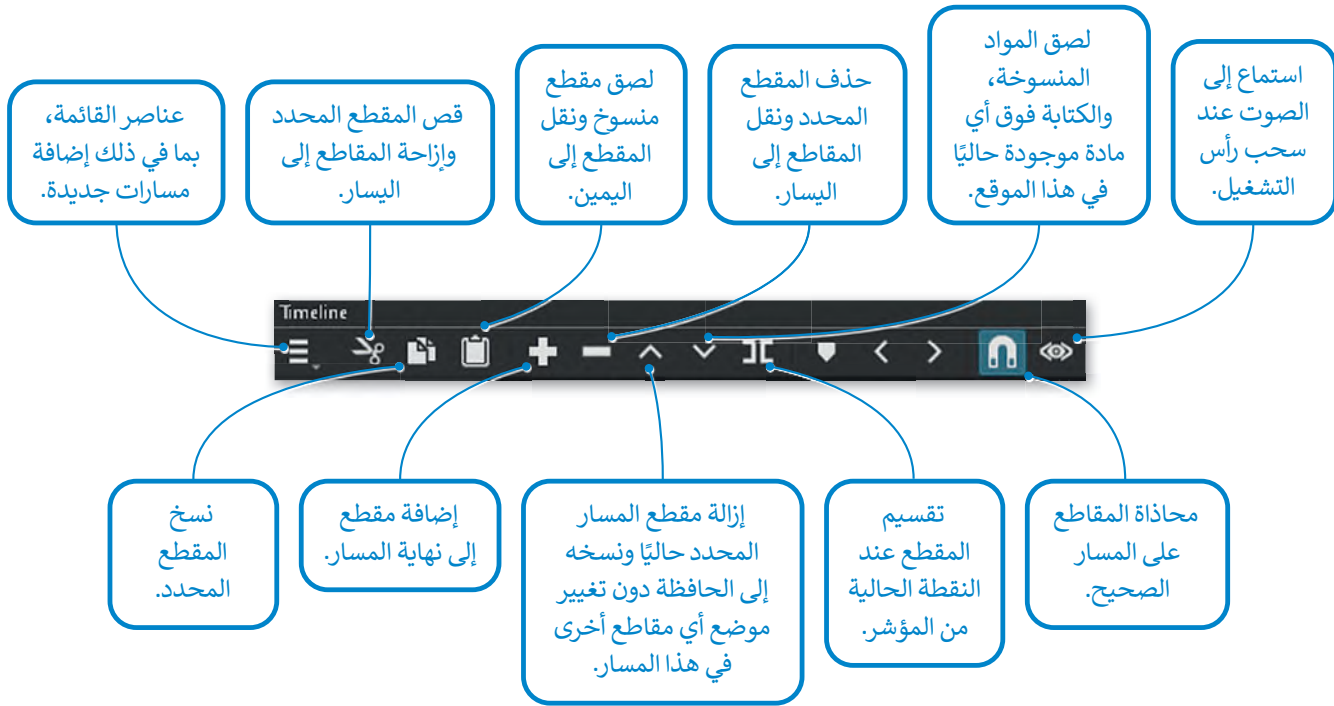 استماع إلى
الصوت عند
سحب رأس
التشغيل.
لصق المواد
المنسوخة،
والكتابة فوق أي
مادة موجودة حاليًا
في هذا الموقع.
حذف المقطع
المحدد ونقل
المقاطع إلى
اليسار.
لصق مقطع
منسوخ ونقل
المقطع إلى
اليمين.
قص المقطع المحدد
وإزاحة المقاطع إلى
اليسار.
عناصر القائمة،
بما في ذلك إضافة
مسارات جديدة.
Timeline
محاذاة المقاطع
على المسار
الصحيح.
تقسيم
المقطع عند
النقطة الحالية
من المؤشر.
إزالة مقطع المسار
المحدد حاليًا ونسخه
إلى الحافظة دون تغيير
موضع أي مقاطع أخرى
في هذا المسار.
إضافة مقطع
إلى نهاية المسار.
نسخ
المقطع
المحدد.